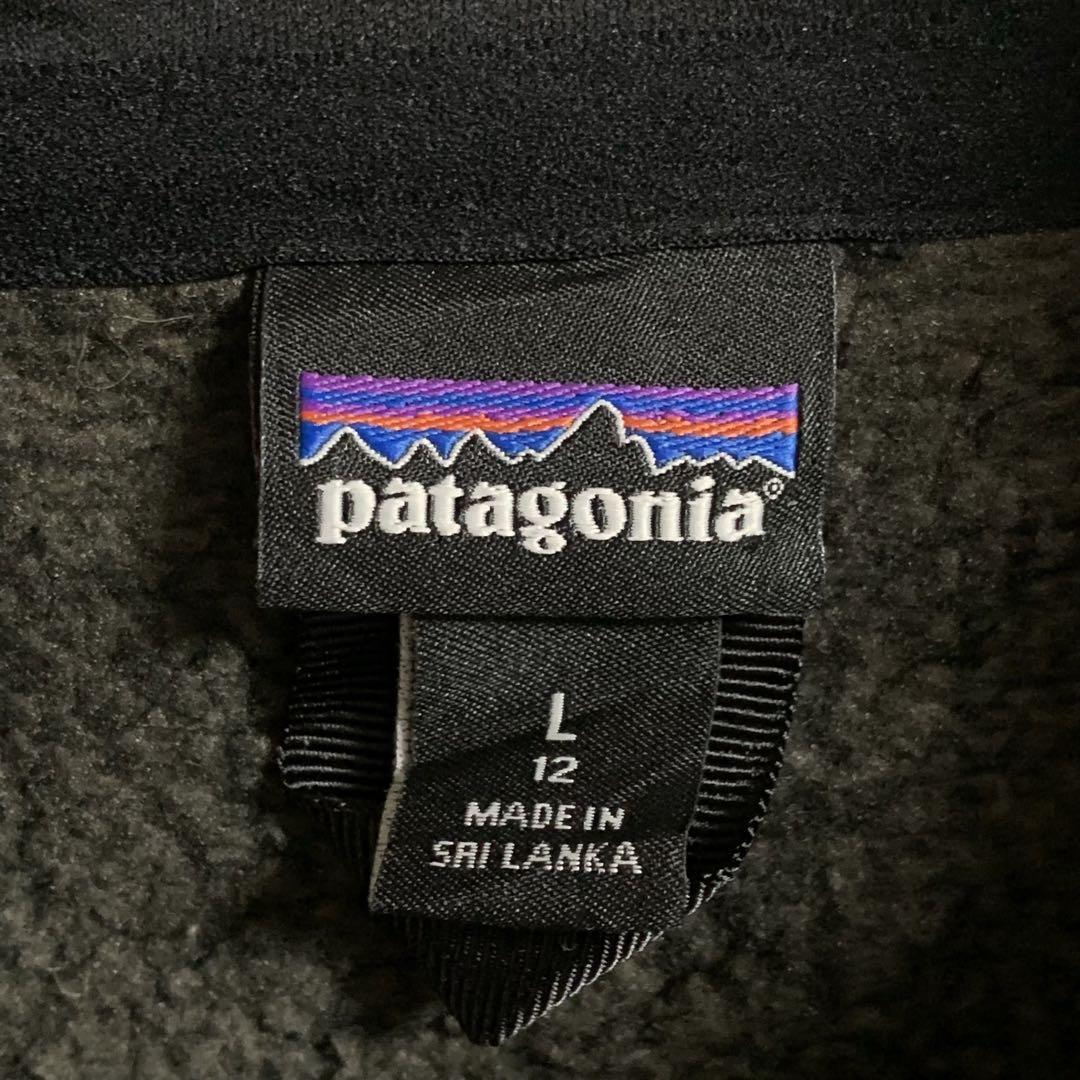 patagonia®
L
12
MADE IN
SRI LANKA